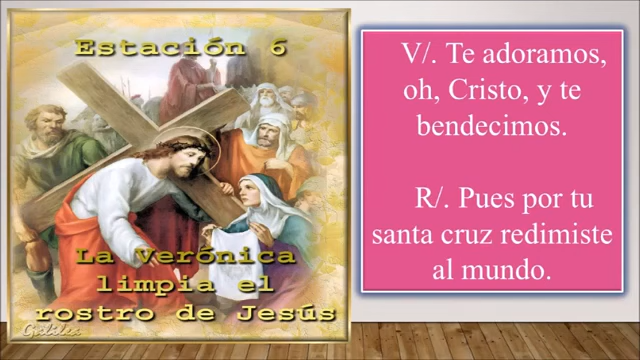 Estación 6
La Verónica
limpia el
rostro de Jesús
Galilea
V/. Te adoramos,
oh, Cristo, y te
bendecimos.
R/. Pues por tu
santa cruz redimiste
al mundo.